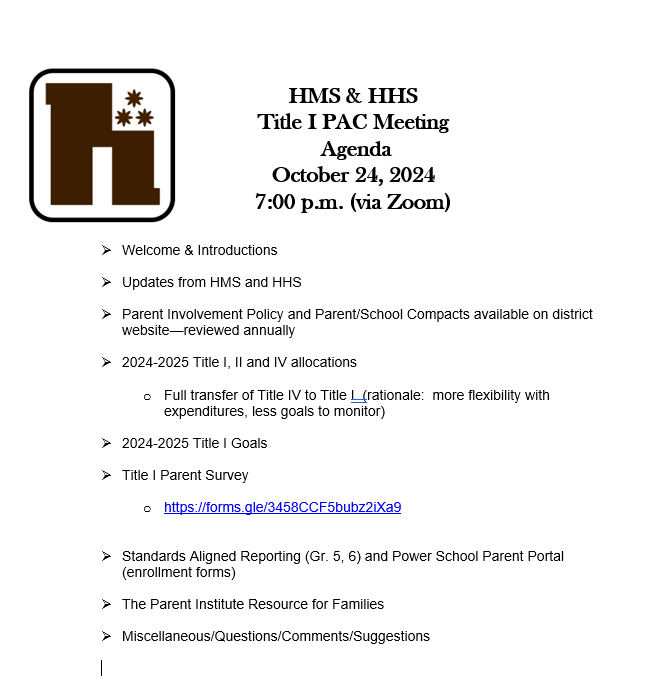 HMS & HHS
Title I PAC Meeting
Agenda
October 24, 2024
7:00 p.m. (via Zoom)
➢ Welcome & Introductions
➢ Updates from HMS and HHS
➢ Parent Involvement Policy and Parent/School Compacts available on district
website—reviewed annually
➢ 2024-2025 Title I, II and IV allocations
o Full transfer of Title IV to Title I (rationale: more flexibility with
expenditures, less goals to monitor)
➢ 2024-2025 Title I Goals
➢ Title I Parent Survey
o https://forms.gle/3458CCF5bubz2iXa9
➢ Standards Aligned Reporting (Gr. 5, 6) and Power School Parent Portal
(enrollment forms)
➢ The Parent Institute Resource for Families
➢ Miscellaneous/Questions/Comments/Suggestions